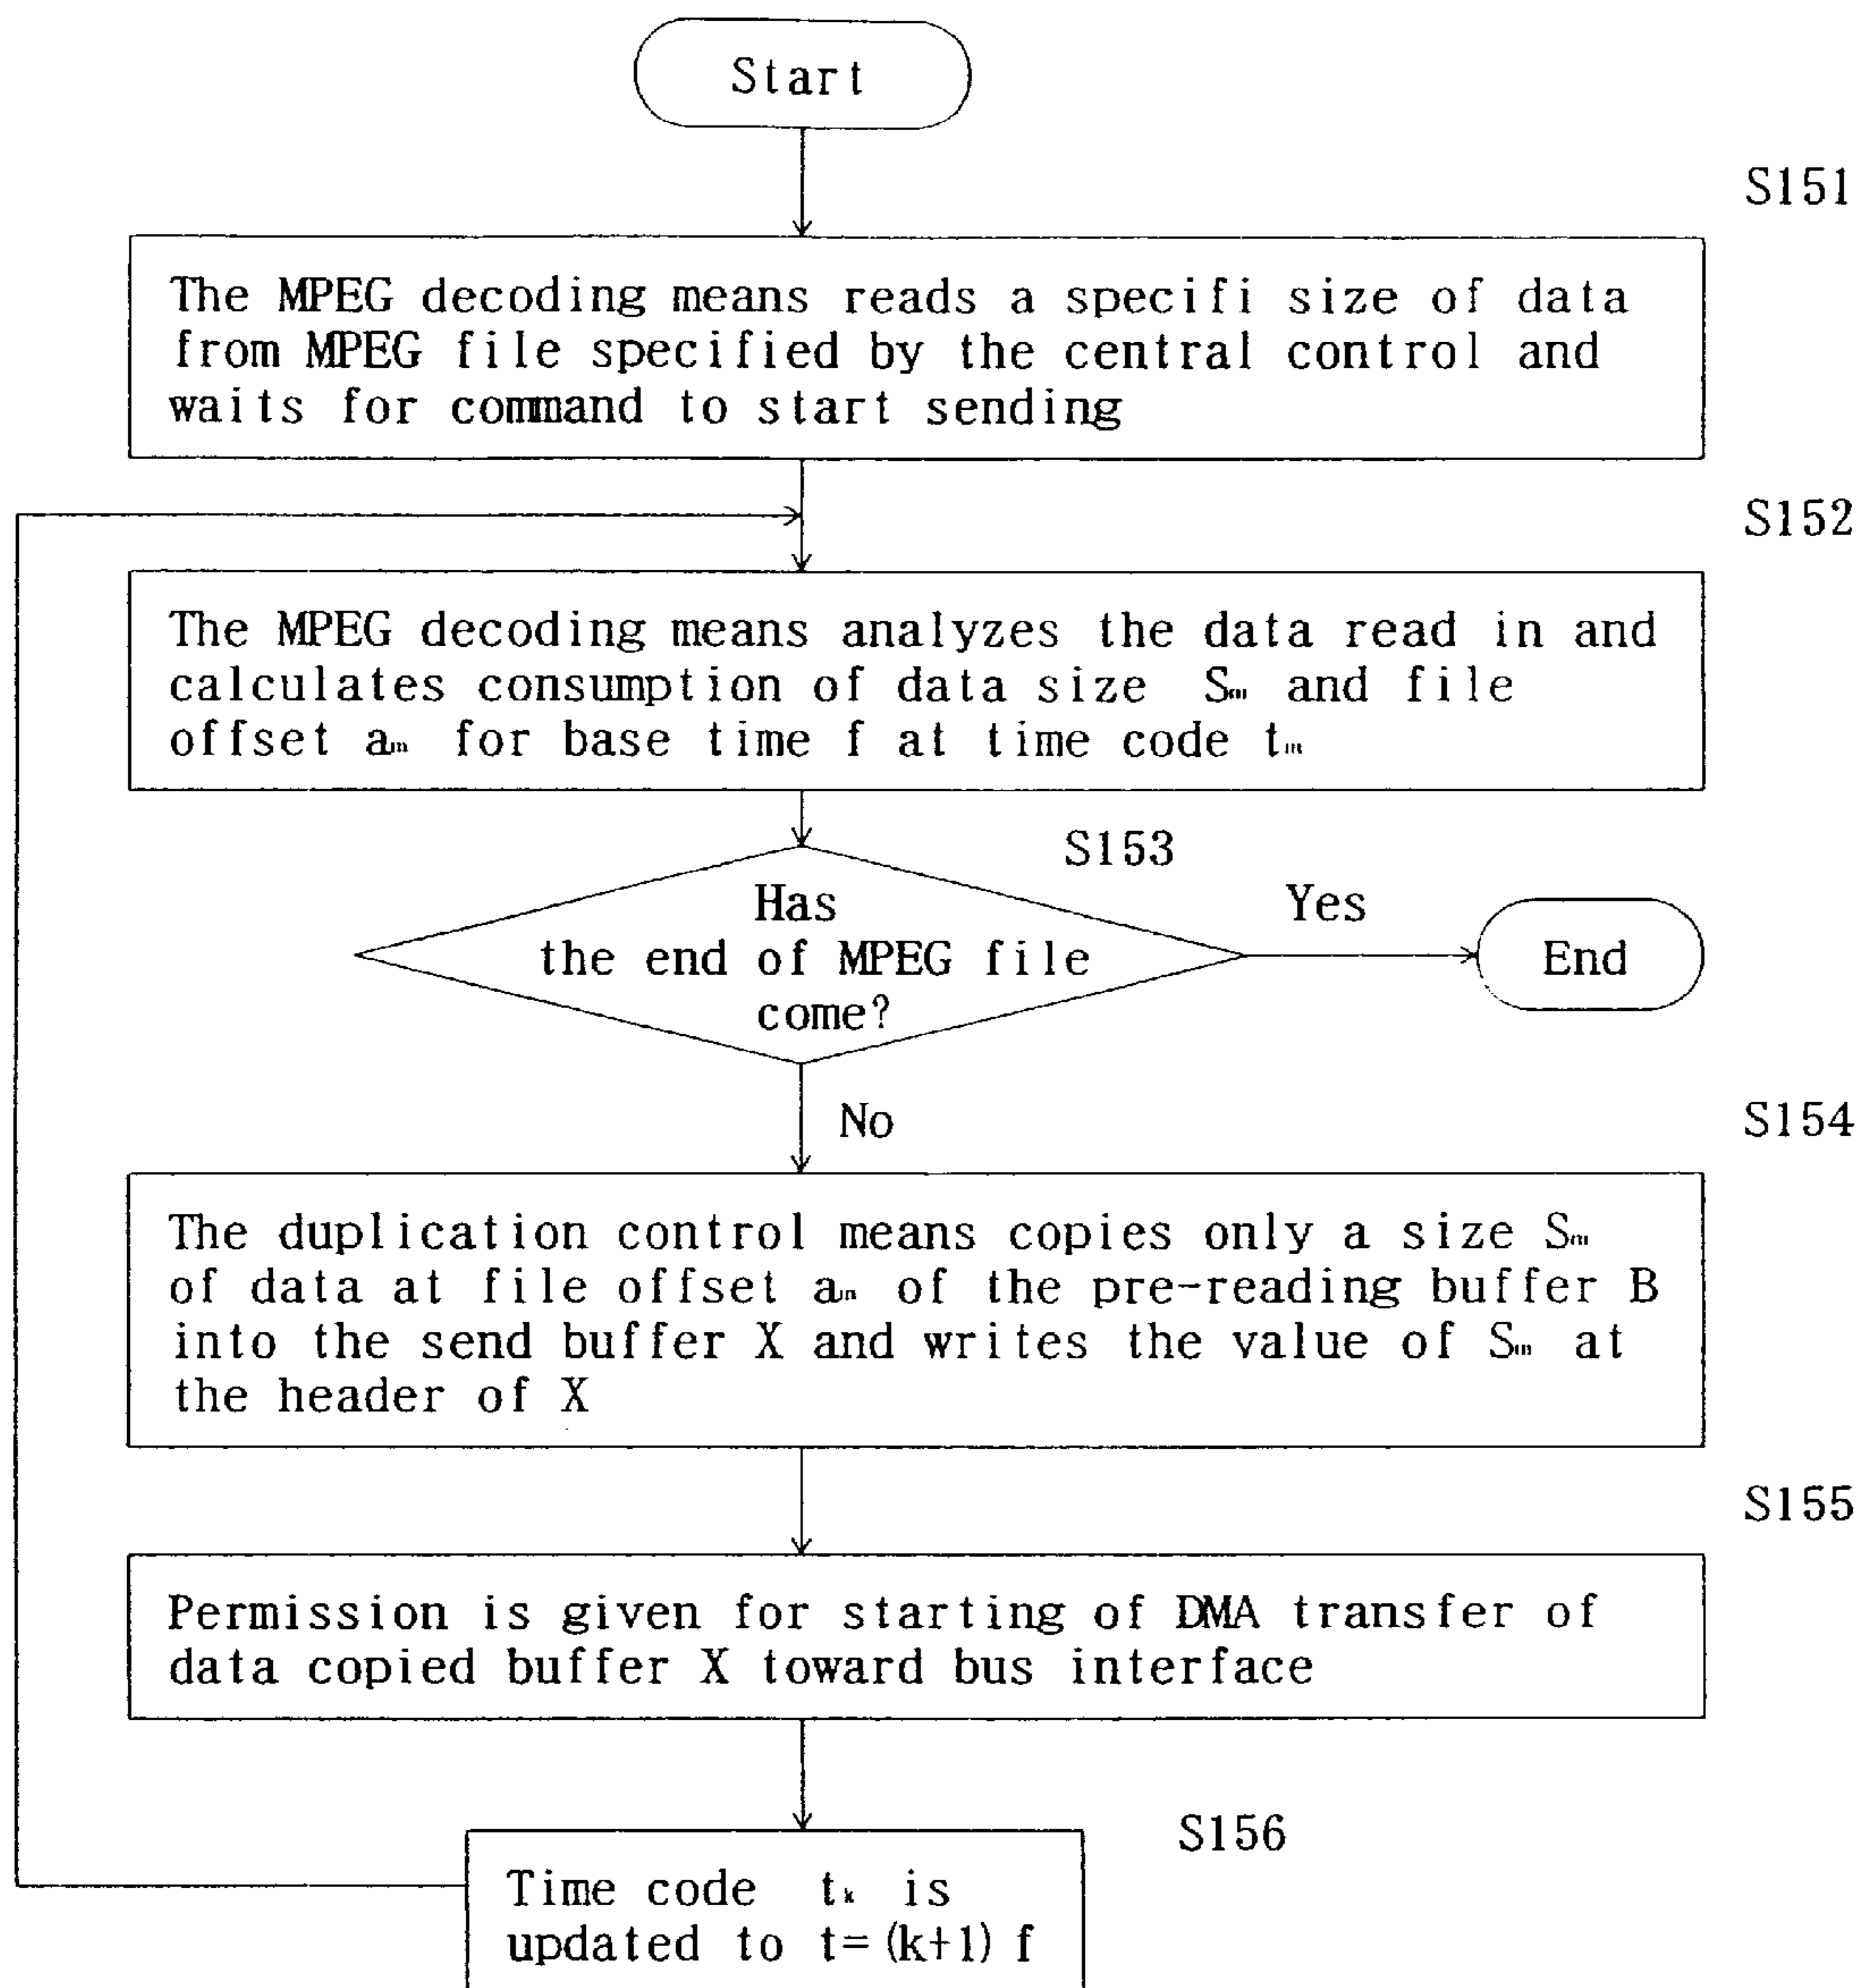 Start
S151
The MPEG decoding means reads a specifi size of data
from MPEG file specified by the central control and
waits for command to start sending
S152
The MPEG decoding means analyzes the data read in and
calculates consumption of data size Sm and file
offset am for base time f at time code tm
S153
Has
the end of MPEG file
come?
Yes
End
No
S154
The duplication control means copies only a size Sm
of data at file offset am of the pre-reading buffer B
into the send buffer X and writes the value of Sm at
the header of X
S155
Permission is given for starting of DMA transfer of
data copied buffer X toward bus interface
S156
Time code tk is
updated to t=(k+1) f